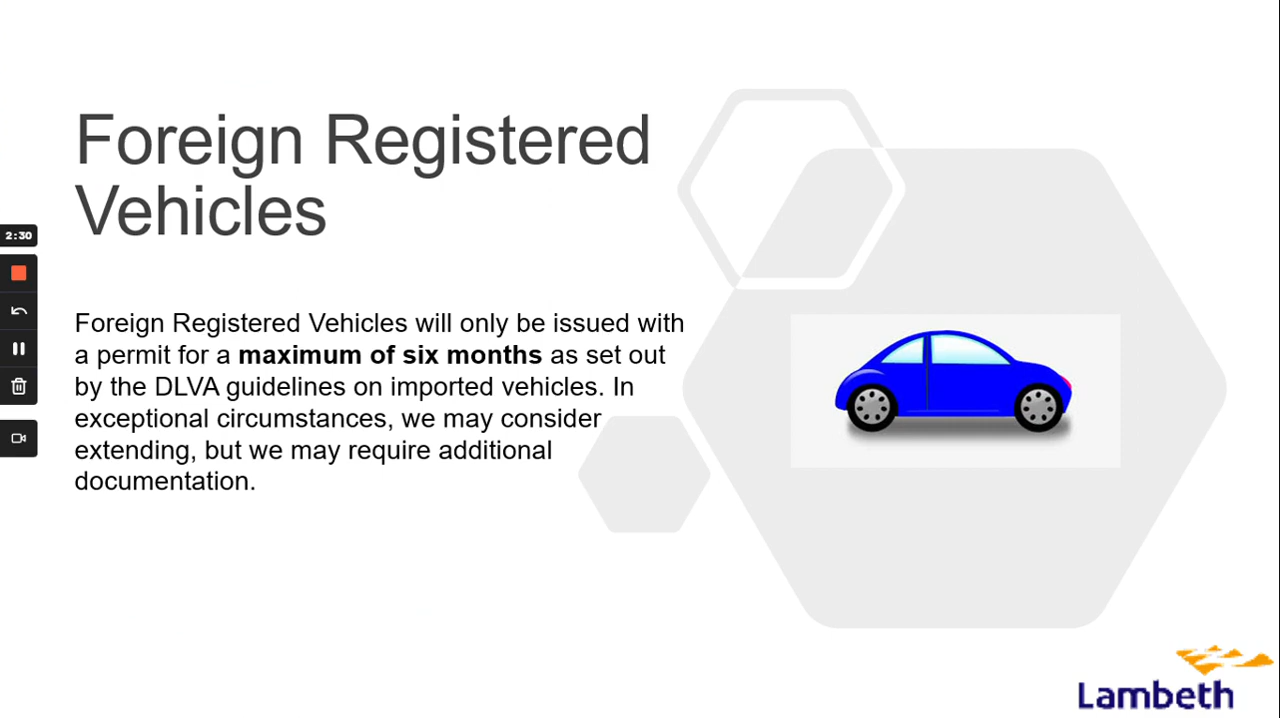 Foreign Registered
Vehicles
2:30
Foreign Registered Vehicles will only be issued with
a permit for a maximum of six months as set out
by the DLVA guidelines on imported vehicles. In
exceptional circumstances, we may consider
extending, but we may require additional
documentation.
Lambeth